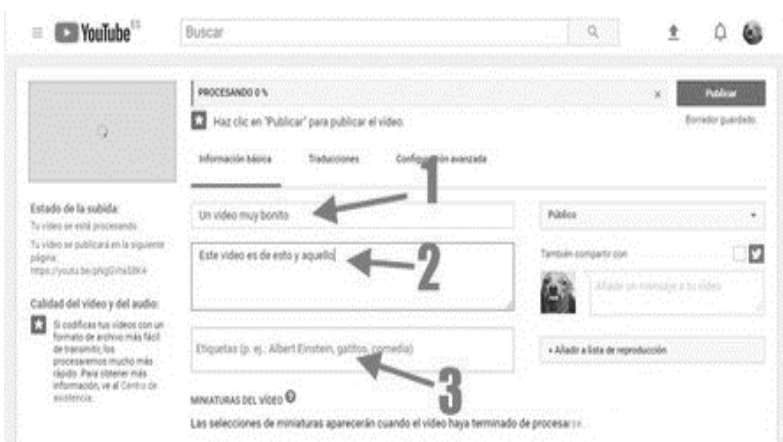 YouTube ES
Buscar
PROCESANDO 0 %
x
Publicar
Haz clic en "Publicar" para publicar el vídeo.
Borrador guardado.
Información básica
Traducciones
Configuración avanzada
1
Estado de la subida:
Tu vídeo se está procesando.
Tu vídeo se publicará en la siguiente
página:
Un video muy bonito
Público
Este video es de esto y aquello
2
También compartir con
Añade un mensaje a tu vídeo
Calidad del vídeo y del audio:
Si codificas tus vídeos con un
formato de archivo más fácil
de transmitir, los
procesaremos mucho más
rápido. Para obtener más
información, ve al Centro de
asistencia.
Etiquetas (p. ej.: Albert Einstein, gatitos, comedia)
3
+ Añadir a lista de reproducción
MINIATURAS DEL VÍDEO ?
Las selecciones de miniaturas aparecerán cuando el vídeo haya terminado de procesarse.